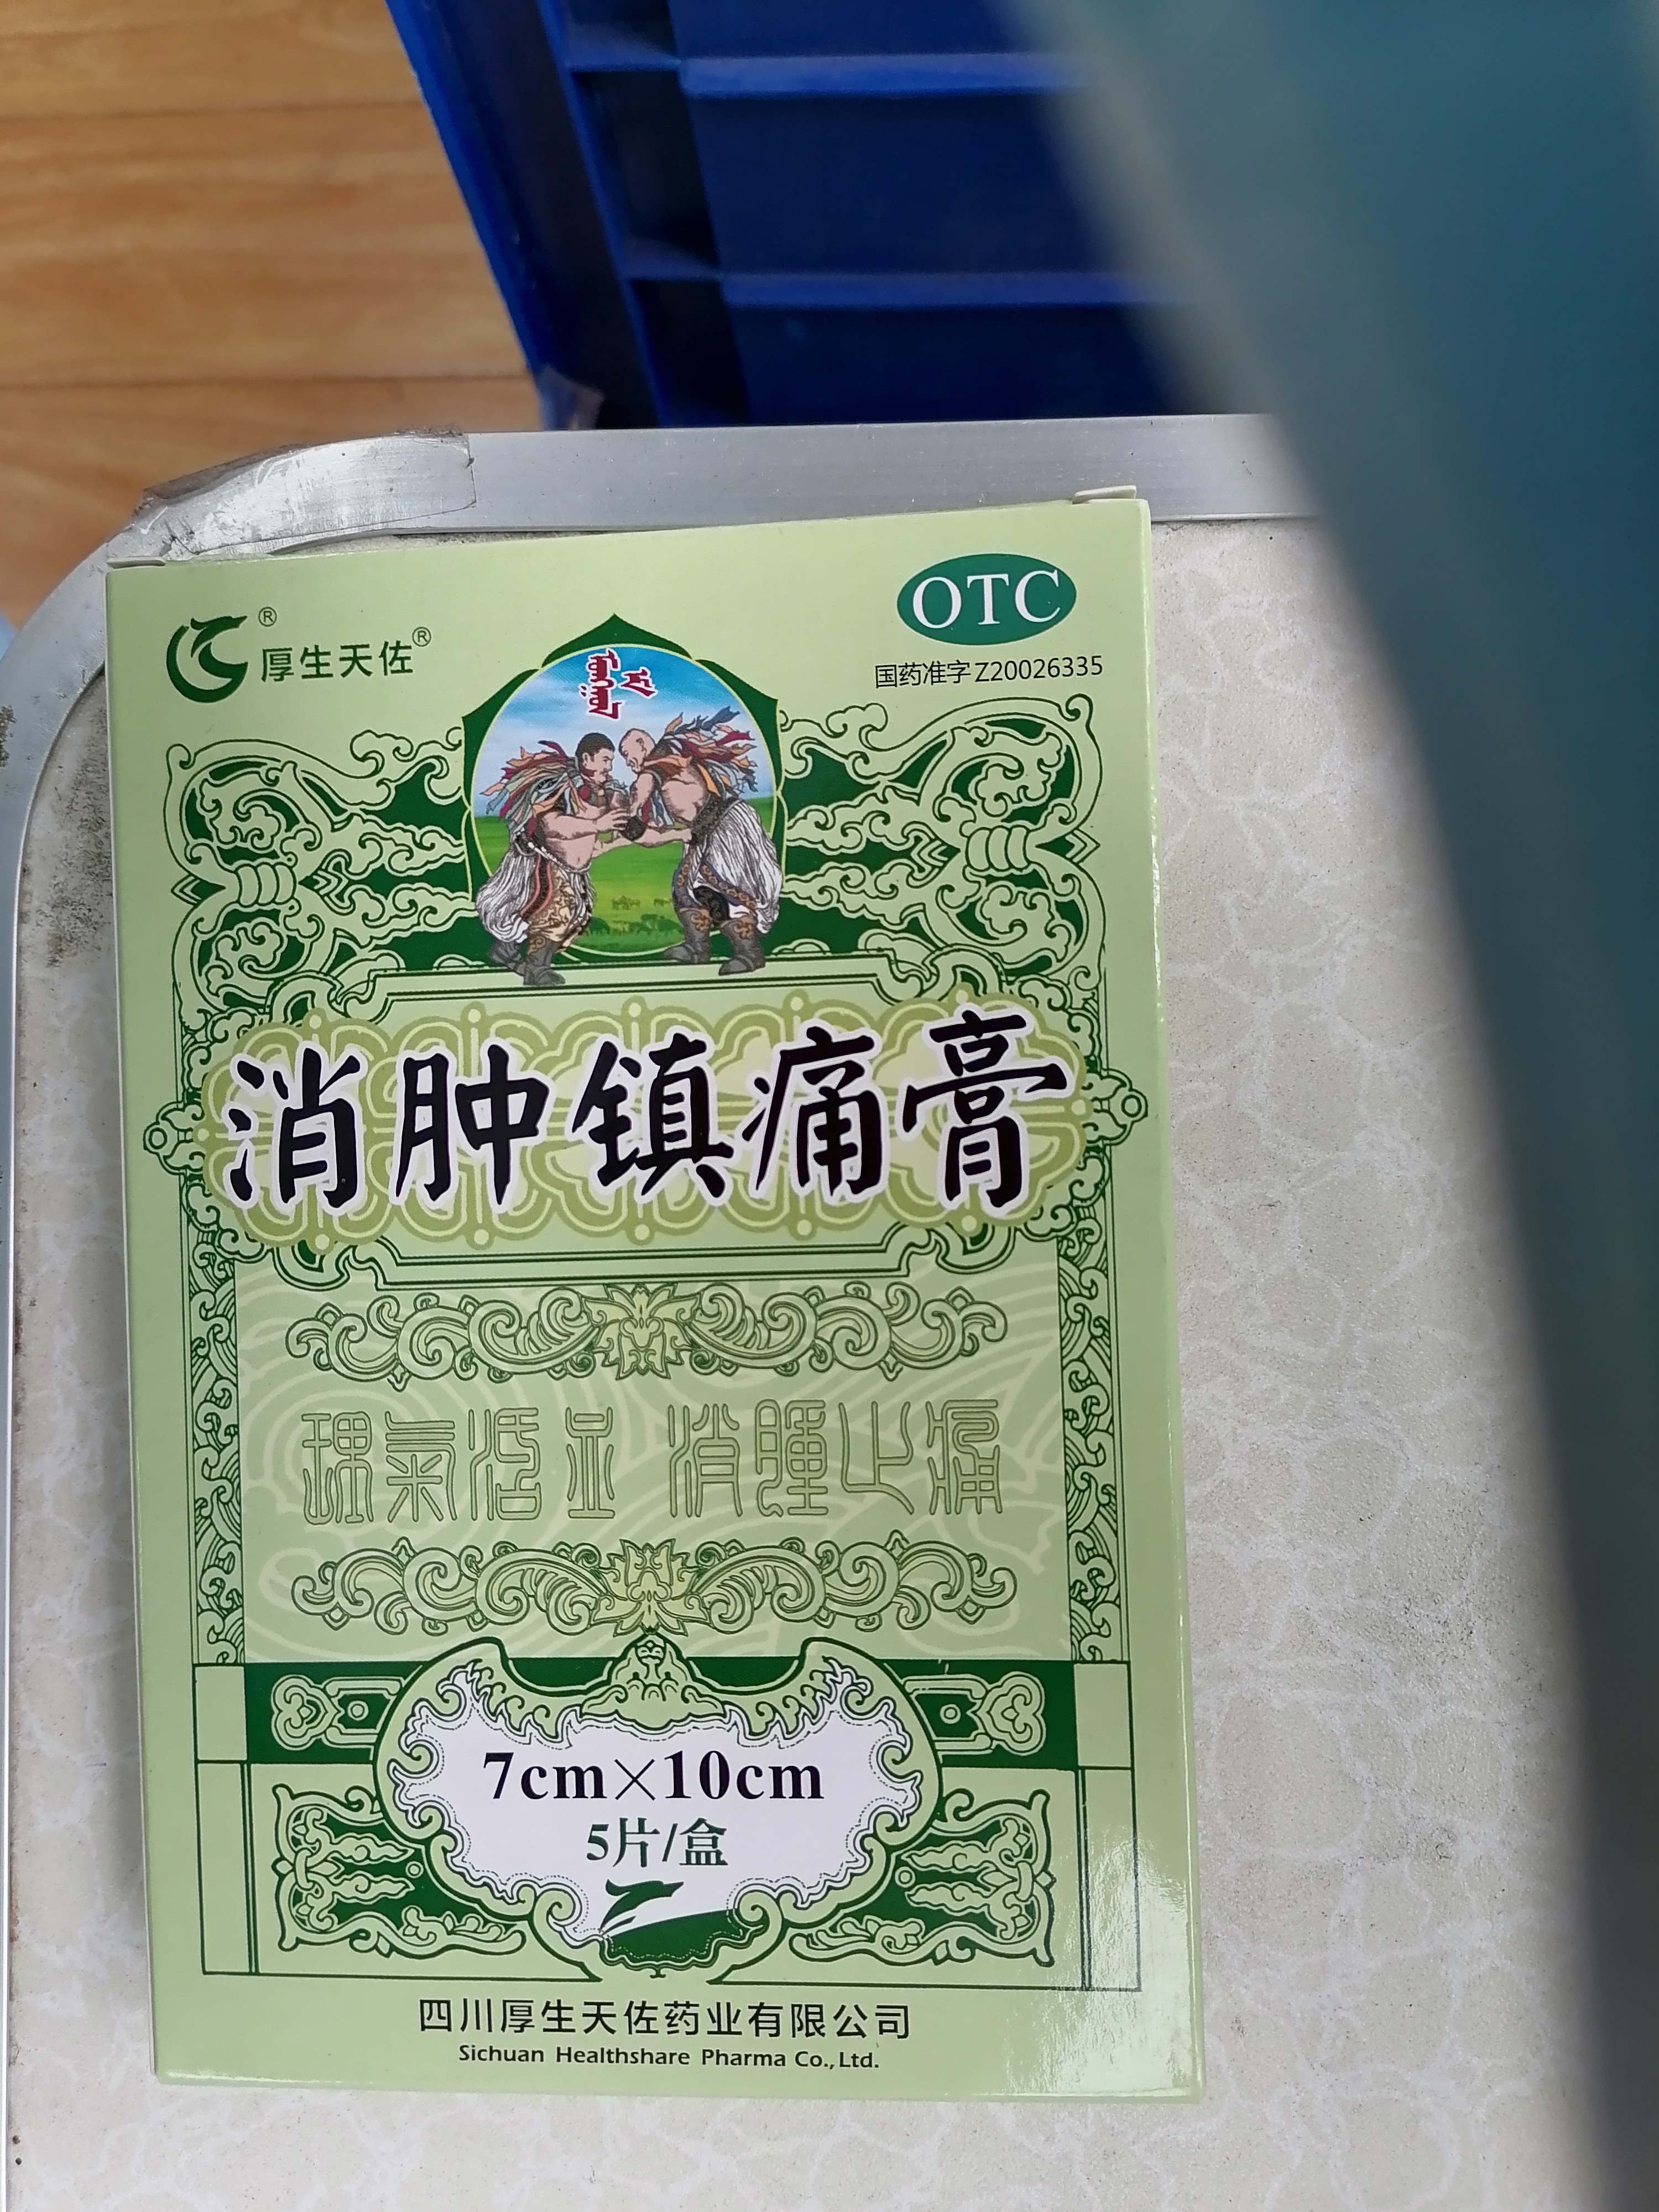 厚生天佐®
OTC
国药准字Z20026335
消肿镇痛膏
理氣活血 消腫止痛
7cm×10cm
5片/盒
四川厚生天佐药业有限公司
Sichuan Healthshare Pharma Co.,Ltd.